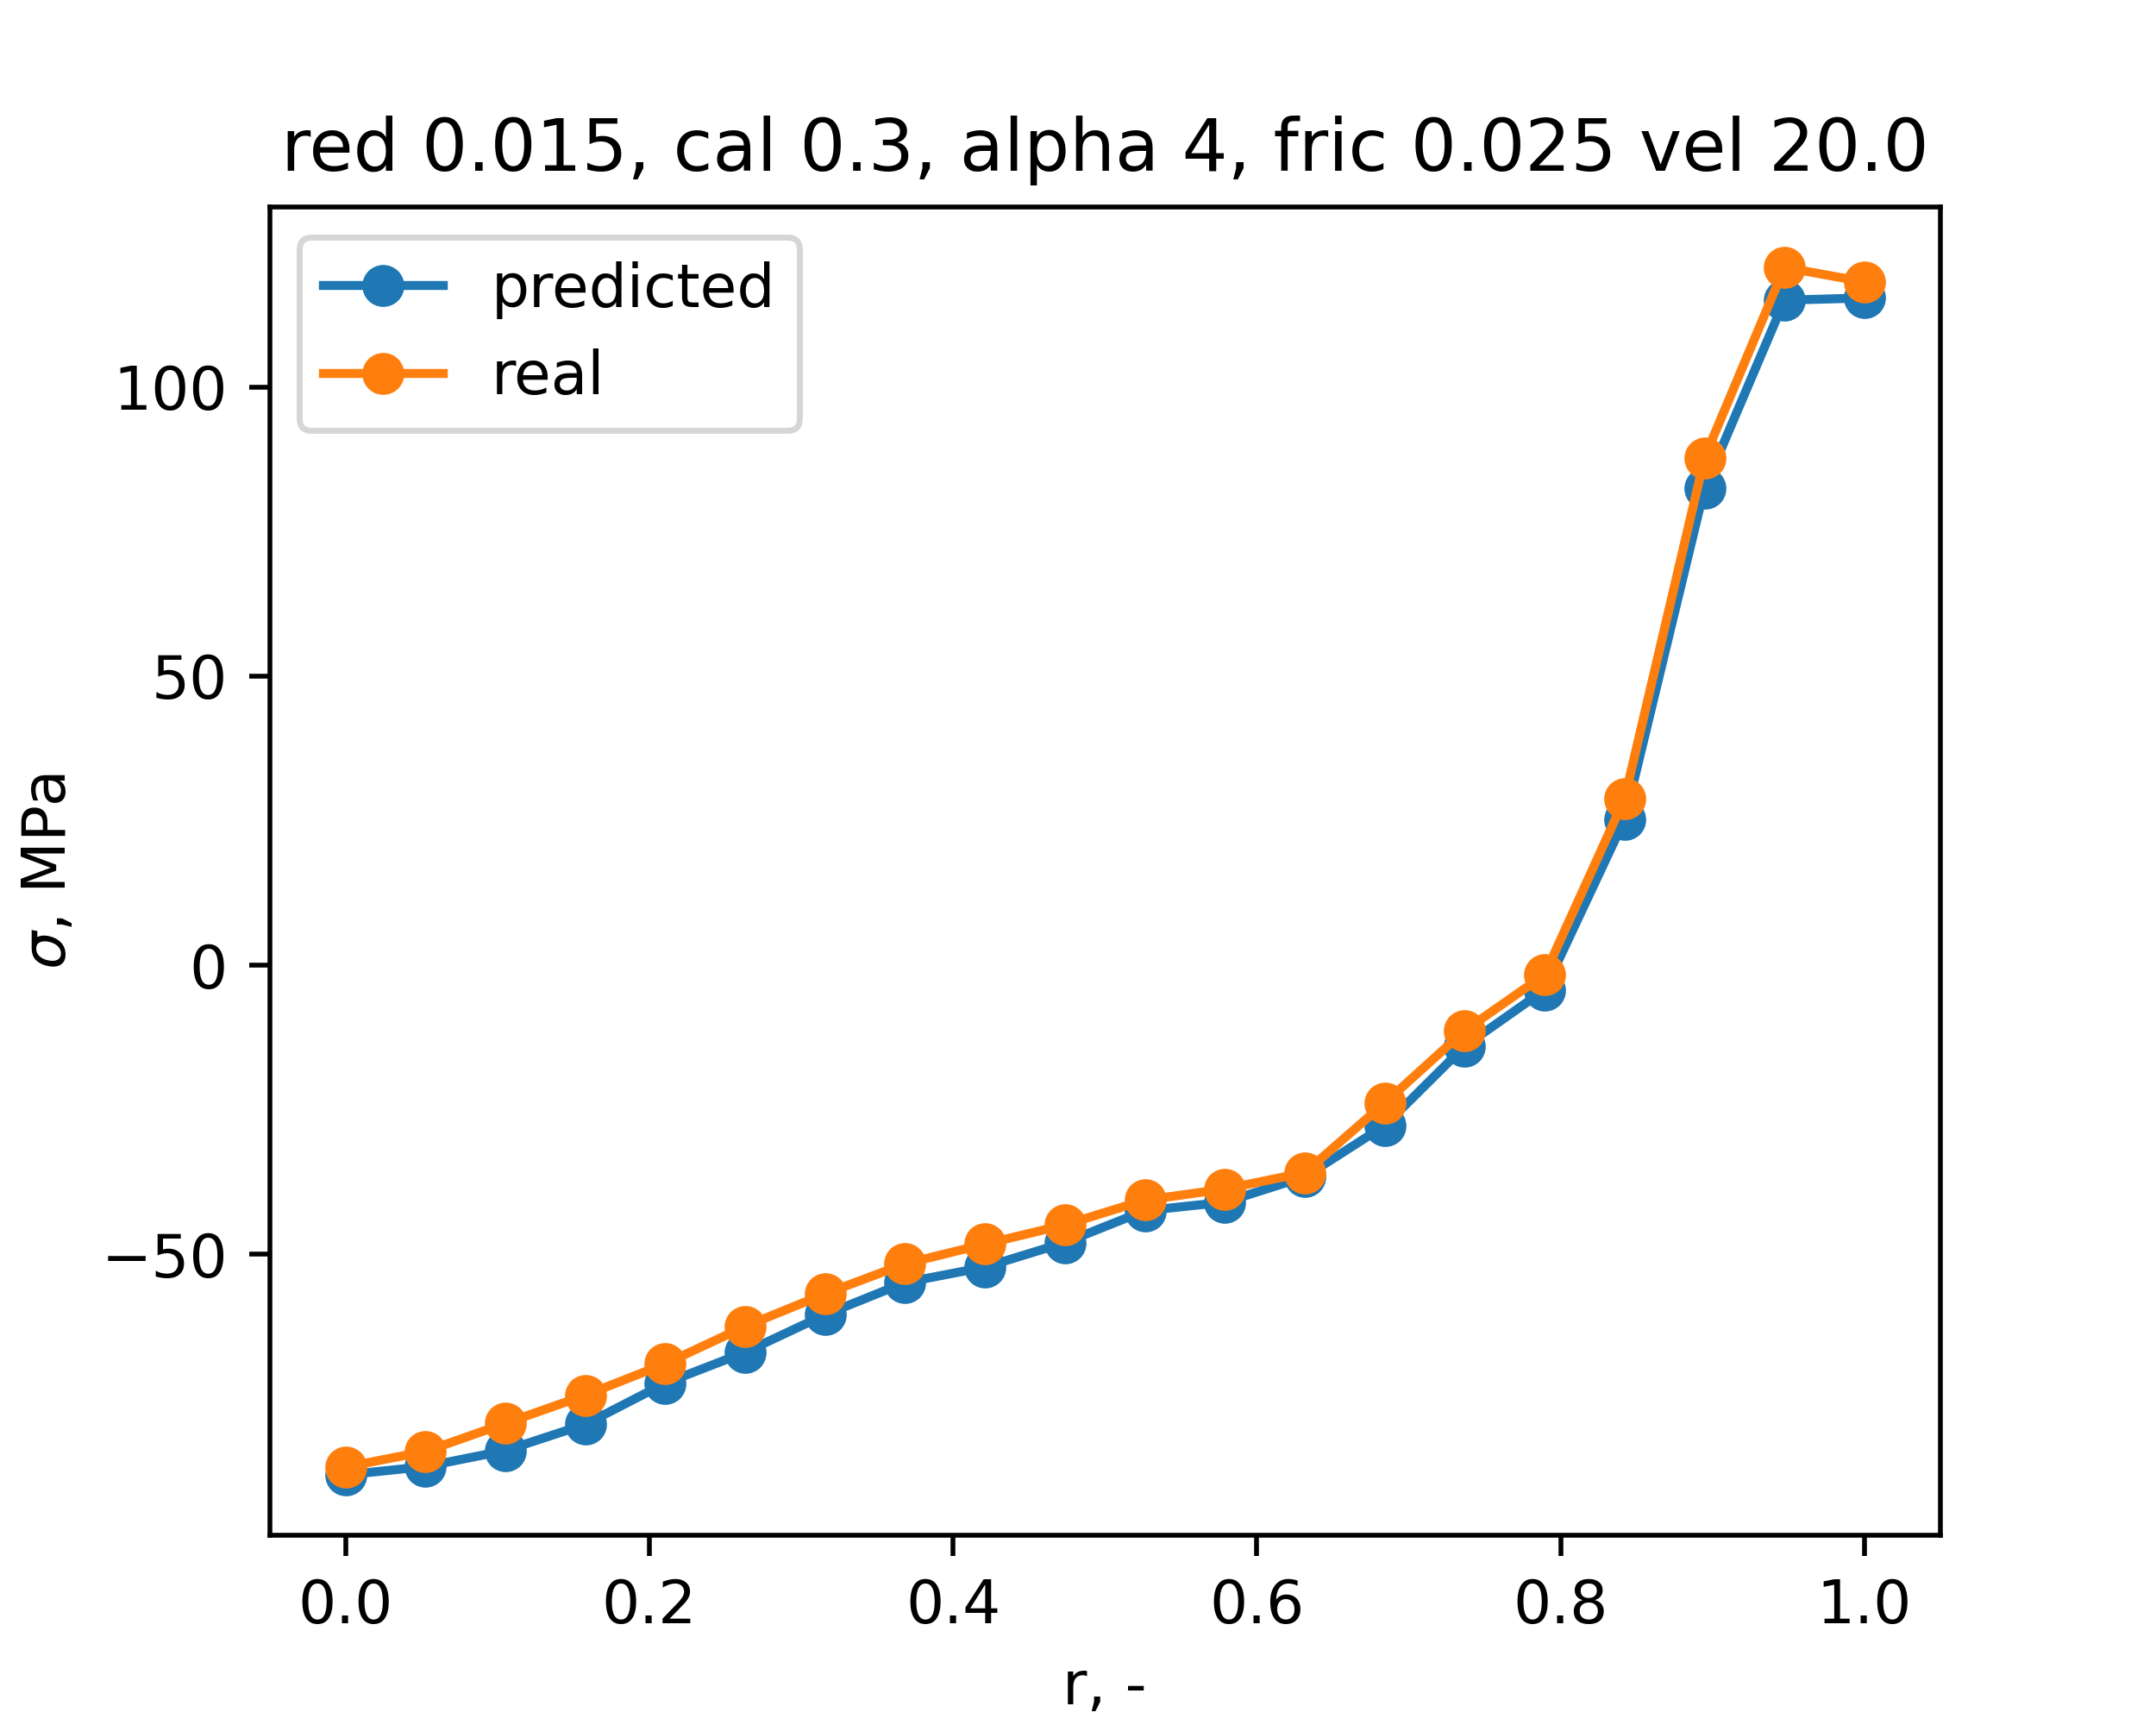 red 0.015, cal 0.3, alpha 4, fric 0.025 vel 20.0
predicted
real
100
50
0
−50
σ, MPa
0.0 0.2 0.4 0.6 0.8 1.0
r, -